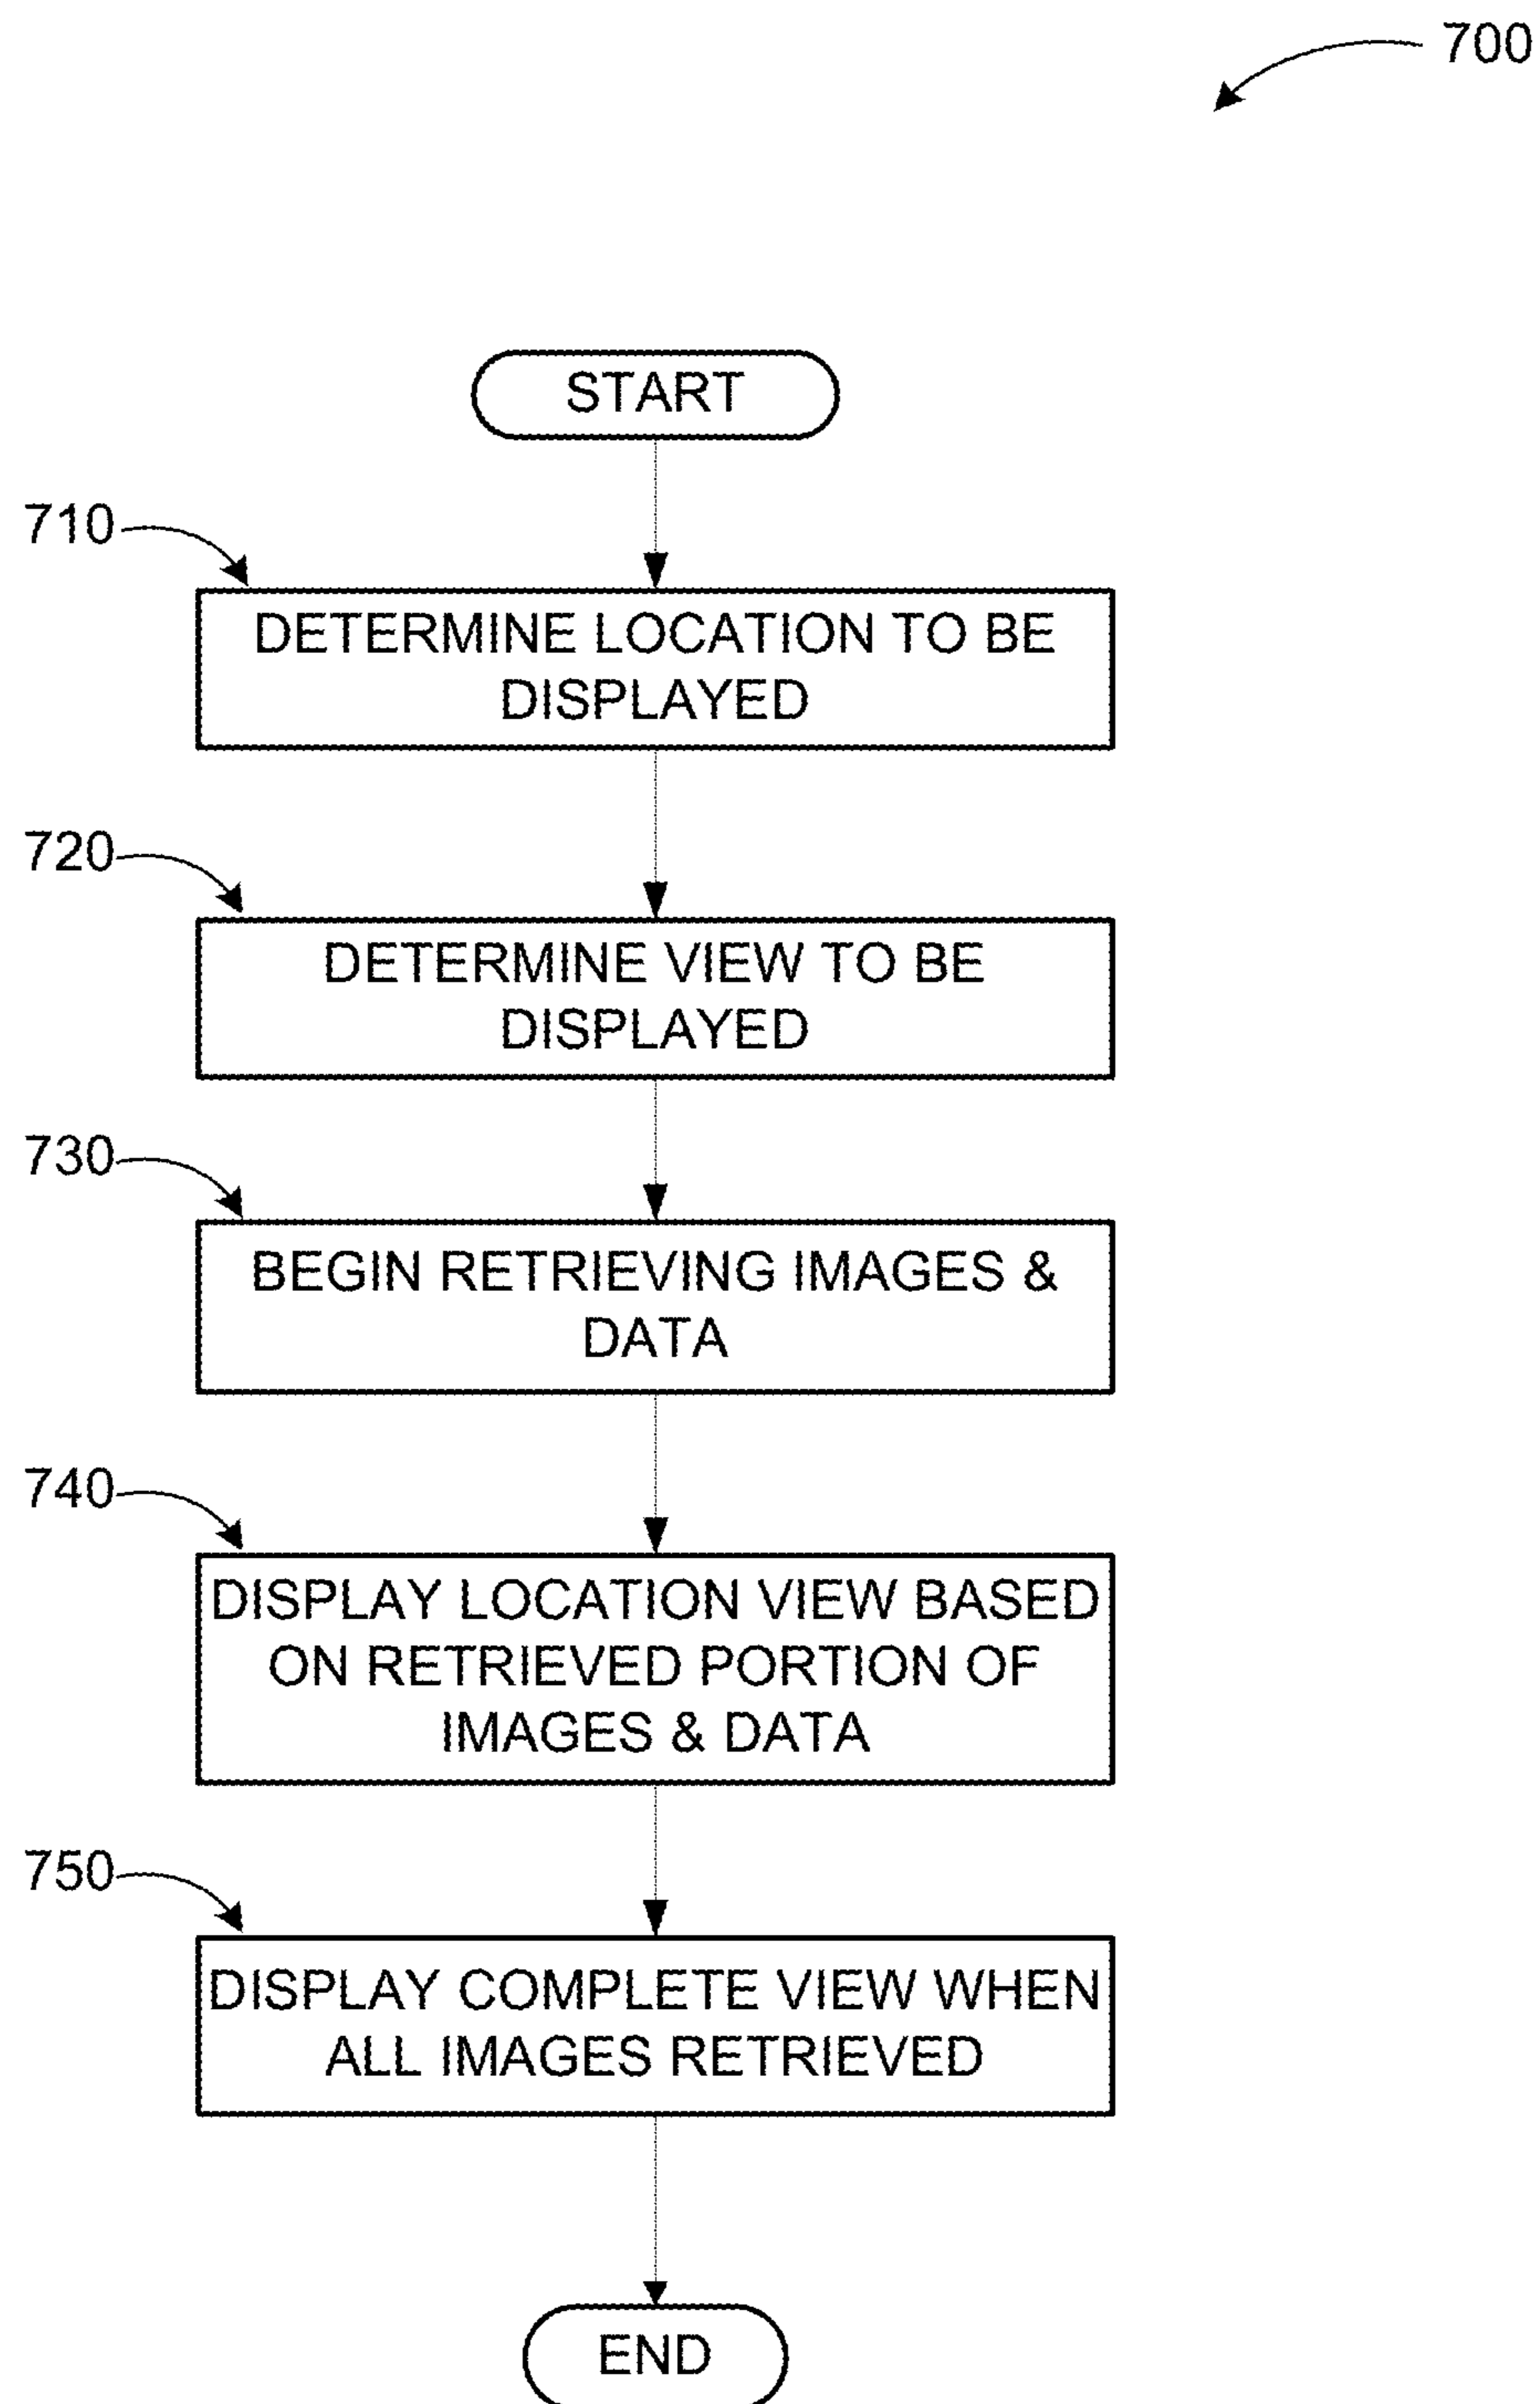 700
START
710
DETERMINE LOCATION TO BE
DISPLAYED
720
DETERMINE VIEW TO BE
DISPLAYED
730
BEGIN RETRIEVING IMAGES &
DATA
740
DISPLAY LOCATION VIEW BASED
ON RETRIEVED PORTION OF
IMAGES & DATA
750
DISPLAY COMPLETE VIEW WHEN
ALL IMAGES RETRIEVED
END